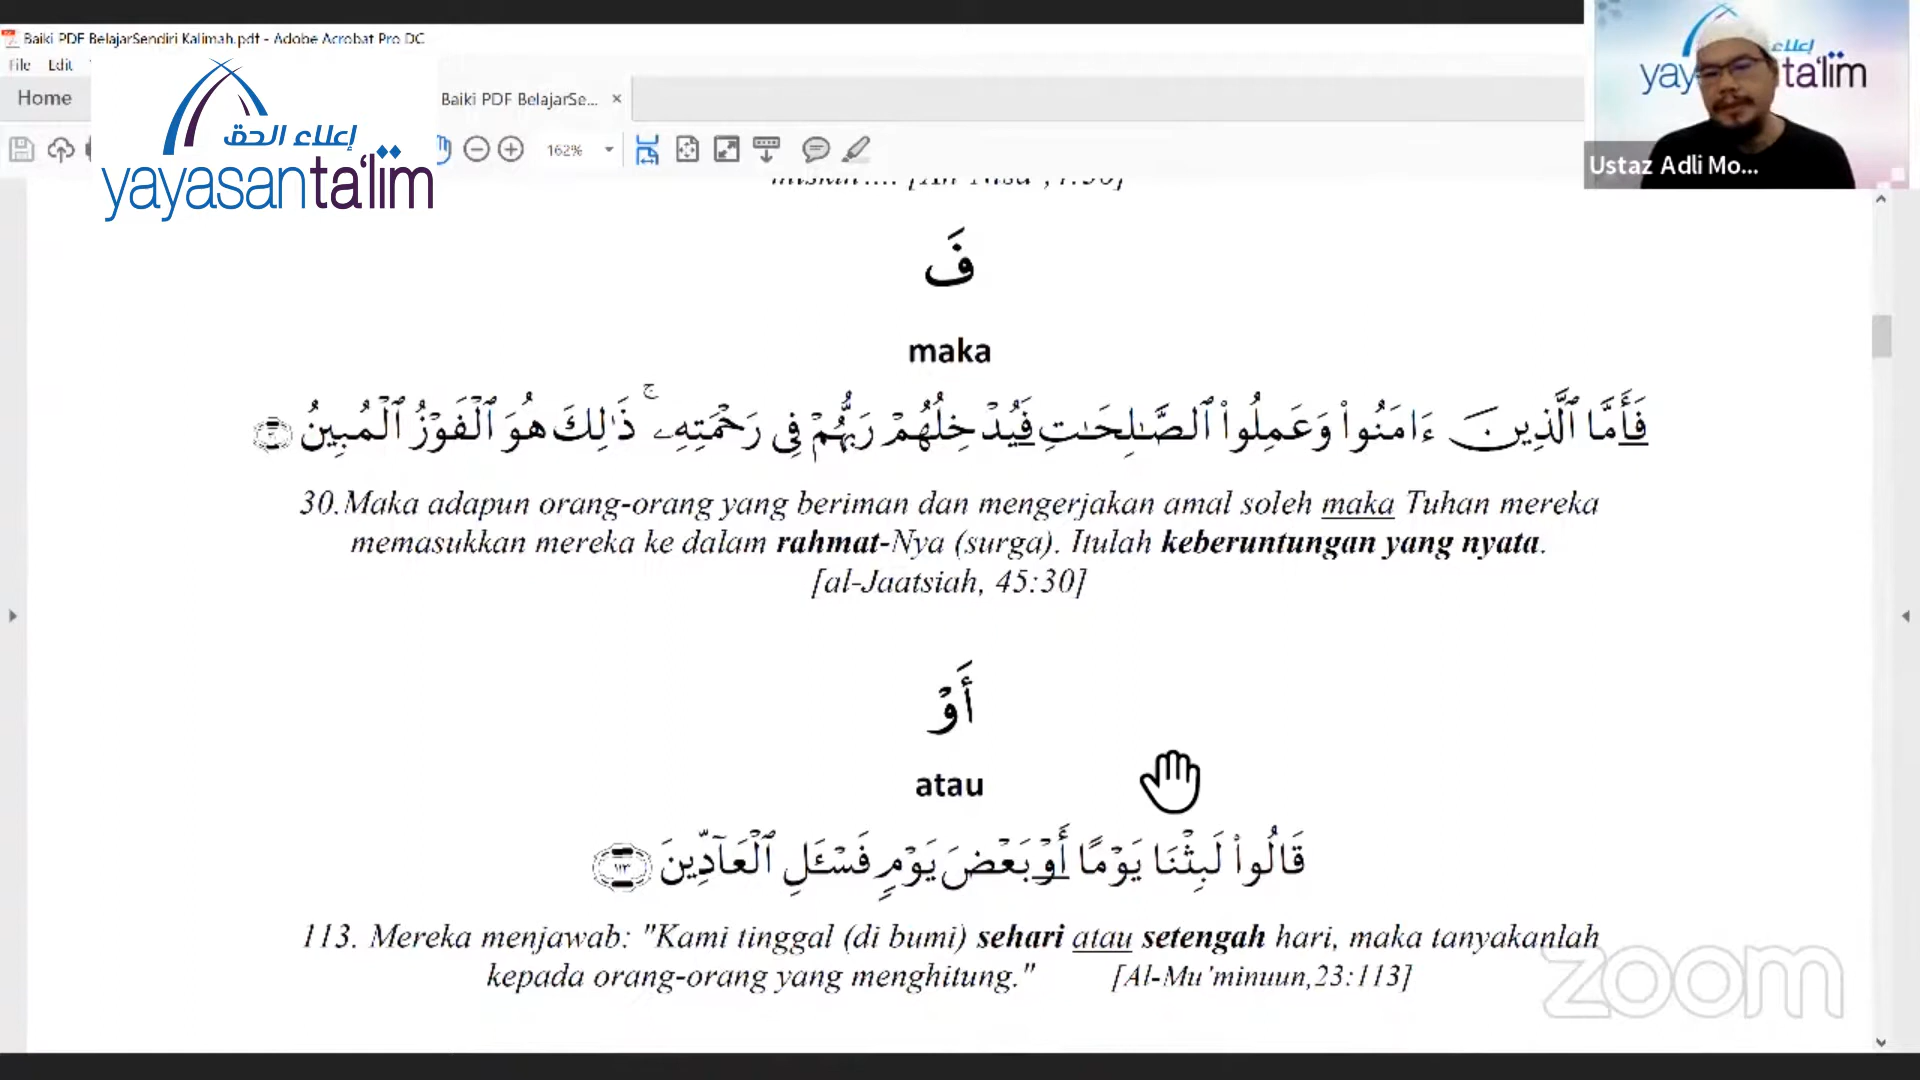 Baiki PDF BelajarSendiri Kalimah.pdf - Adobe Acrobat Pro DC
File Edit
Home
Baiki PDF BelajarSe... ×
162%
إعلاء الحق
yayasanta'lim
إعلاء
yay ta'lim
Ustaz Adli Mo...
فَ
maka
فَأَمَّا ٱلَّذِينَ ءَامَنُوا۟ وَعَمِلُوا۟ ٱلصَّـٰلِحَـٰتِ فَيُدْخِلُهُمْ رَبُّهُمْ فِى رَحْمَتِهِۦ ۚ ذَٰلِكَ هُوَ ٱلْفَوْزُ ٱلْمُبِينُ
30. Maka adapun orang-orang yang beriman dan mengerjakan amal soleh maka Tuhan mereka
memasukkan mereka ke dalam rahmat-Nya (surga). Itulah keberuntungan yang nyata.
[al-Jaatsiah, 45:30]
أَوْ
atau
قَالُوا۟ لَبِثْنَا يَوْمًا أَوْ بَعْضَ يَوْمٍ فَسْـَٔلِ ٱلْعَآدِّينَ ١١٣
113. Mereka menjawab: "Kami tinggal (di bumi) sehari atau setengah hari, maka tanyakanlah
kepada orang-orang yang menghitung." [Al-Mu'minuun,23:113]
zoom